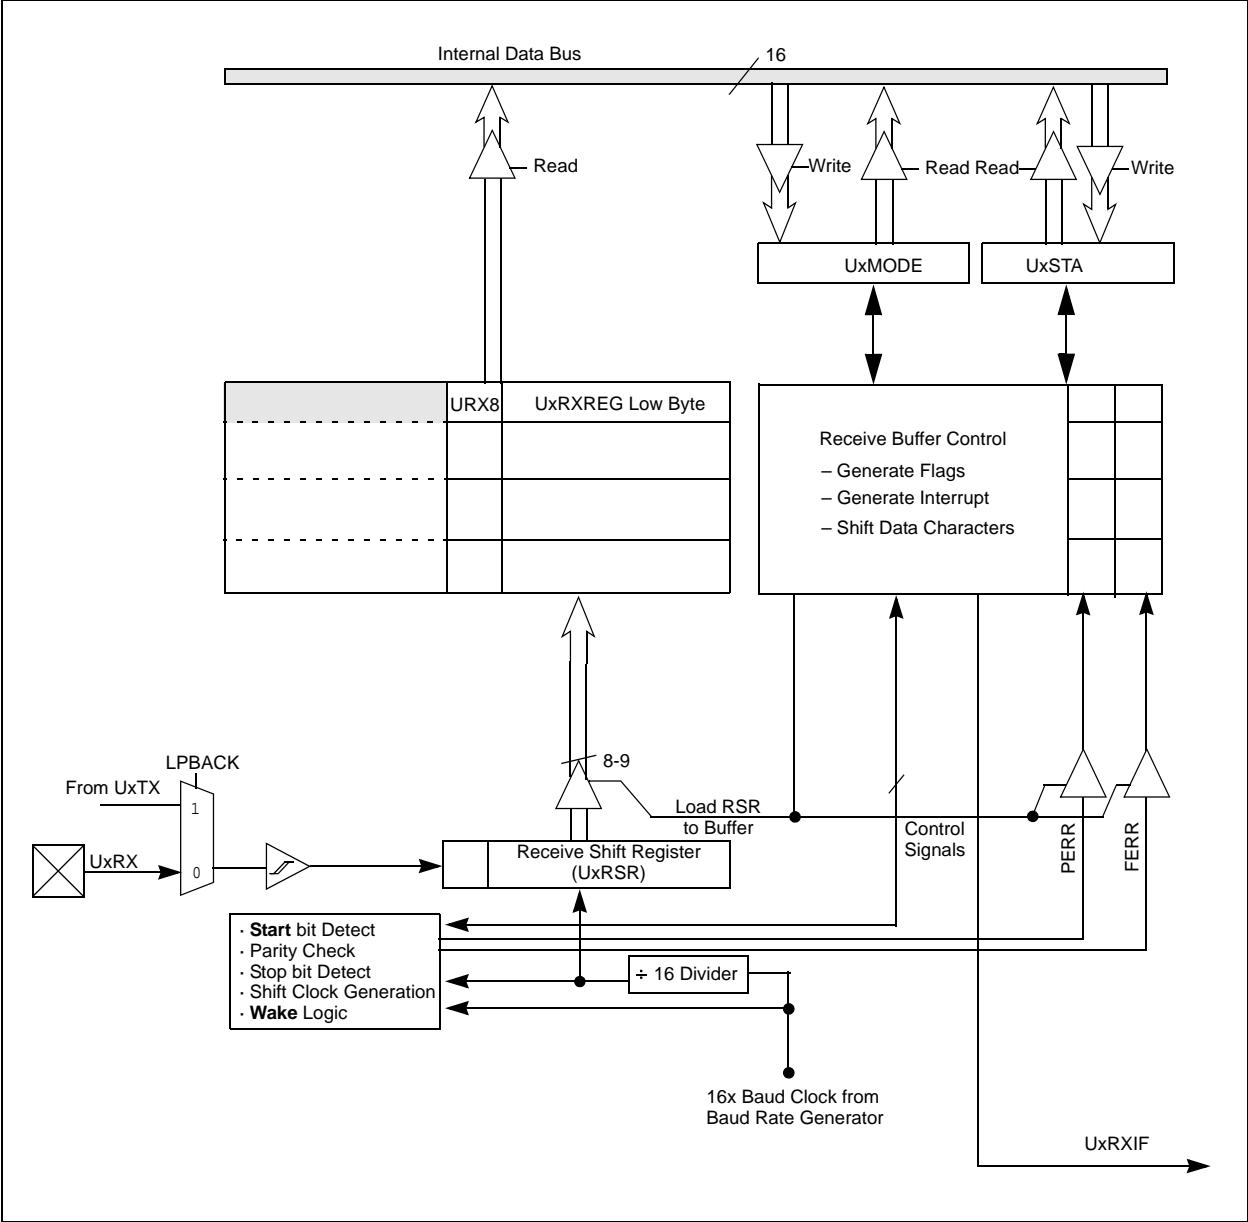 Internal Data Bus
16
Read
Write
Read Read
Write
UxMODE
UxSTA
URX8
UxRXREG Low Byte
Receive Buffer Control
– Generate Flags
– Generate Interrupt
– Shift Data Characters
8-9
LPBACK
From UxTX
1
Load RSR
to Buffer
Control
Signals
PERR
FERR
UxRX
0
Receive Shift Register
(UxRSR)
· Start bit Detect
· Parity Check
· Stop bit Detect
· Shift Clock Generation
· Wake Logic
÷ 16 Divider
16x Baud Clock from
Baud Rate Generator
UxRXIF